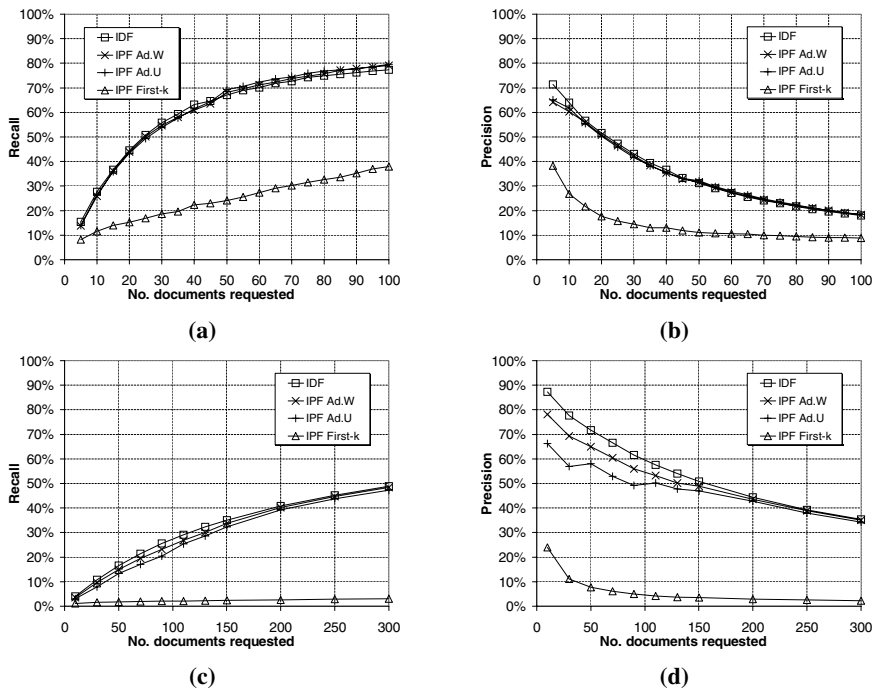 100%
90%
80%
70%
60%
50%
40%
30%
20%
10%
0%
Recall
IDF
IPF Ad.W
IPF Ad.U
IPF First-k
0 10 20 30 40 50 60 70 80 90 100
No. documents requested
(a)
100%
90%
80%
70%
60%
50%
40%
30%
20%
10%
0%
Precision
IDF
IPF Ad.W
IPF Ad.U
IPF First-k
0 10 20 30 40 50 60 70 80 90 100
No. documents requested
(b)
100%
90%
80%
70%
60%
50%
40%
30%
20%
10%
0%
Recall
IDF
IPF Ad.W
IPF Ad.U
IPF First-k
0 50 100 150 200 250 300
No. documents requested
(c)
100%
90%
80%
70%
60%
50%
40%
30%
20%
10%
0%
Precision
IDF
IPF Ad.W
IPF Ad.U
IPF First-k
0 50 100 150 200 250 300
No. documents requested
(d)